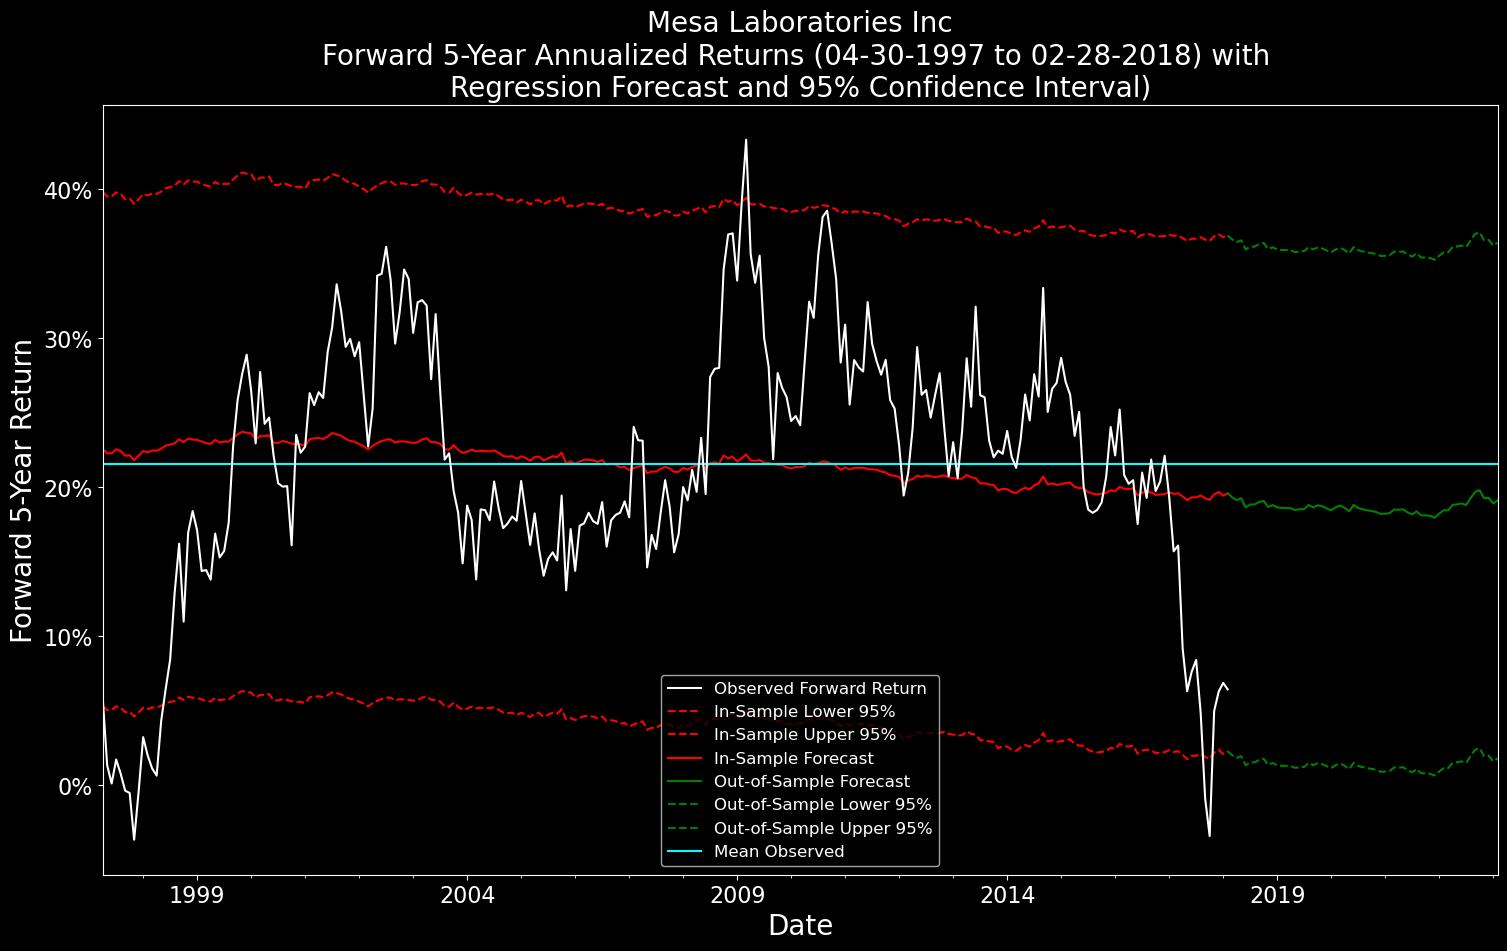 Mesa Laboratories Inc
Forward 5-Year Annualized Returns (04-30-1997 to 02-28-2018) with
Regression Forecast and 95% Confidence Interval)
Forward 5-Year Return
40%
30%
20%
10%
0%
Observed Forward Return
In-Sample Lower 95%
In-Sample Upper 95%
In-Sample Forecast
Out-of-Sample Forecast
Out-of-Sample Lower 95%
Out-of-Sample Upper 95%
Mean Observed
1999 2004 2009 2014 2019
Date